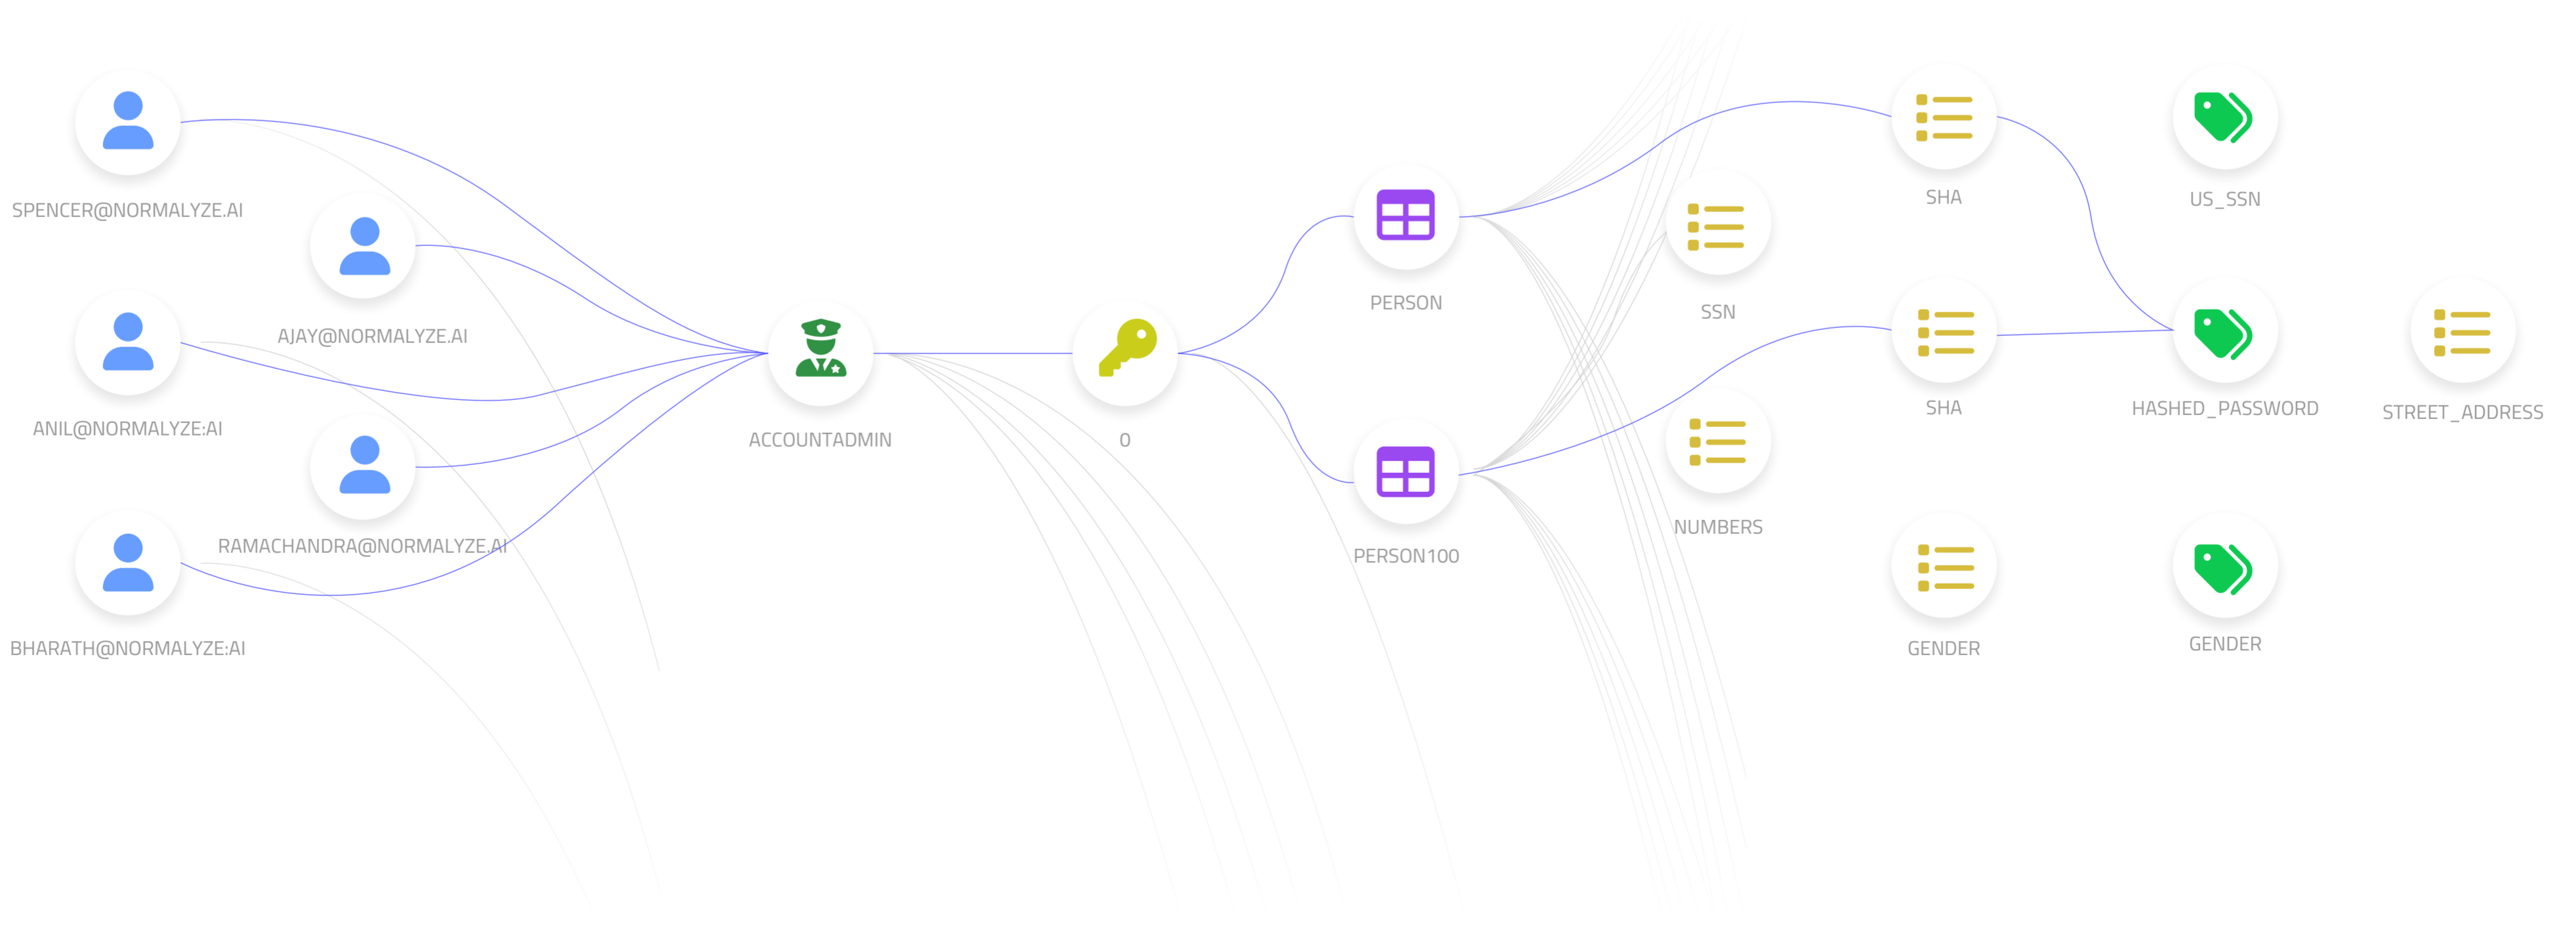 SPENCER@NORMALYZE.AI
AJAY@NORMALYZE.AI
ANIL@NORMALYZE:AI
RAMACHANDRA@NORMALYZE.AI
BHARATH@NORMALYZE:AI
ACCOUNTADMIN
0
PERSON
PERSON100
SSN
NUMBERS
SHA
SHA
GENDER
US_SSN
HASHED_PASSWORD
GENDER
STREET_ADDRESS